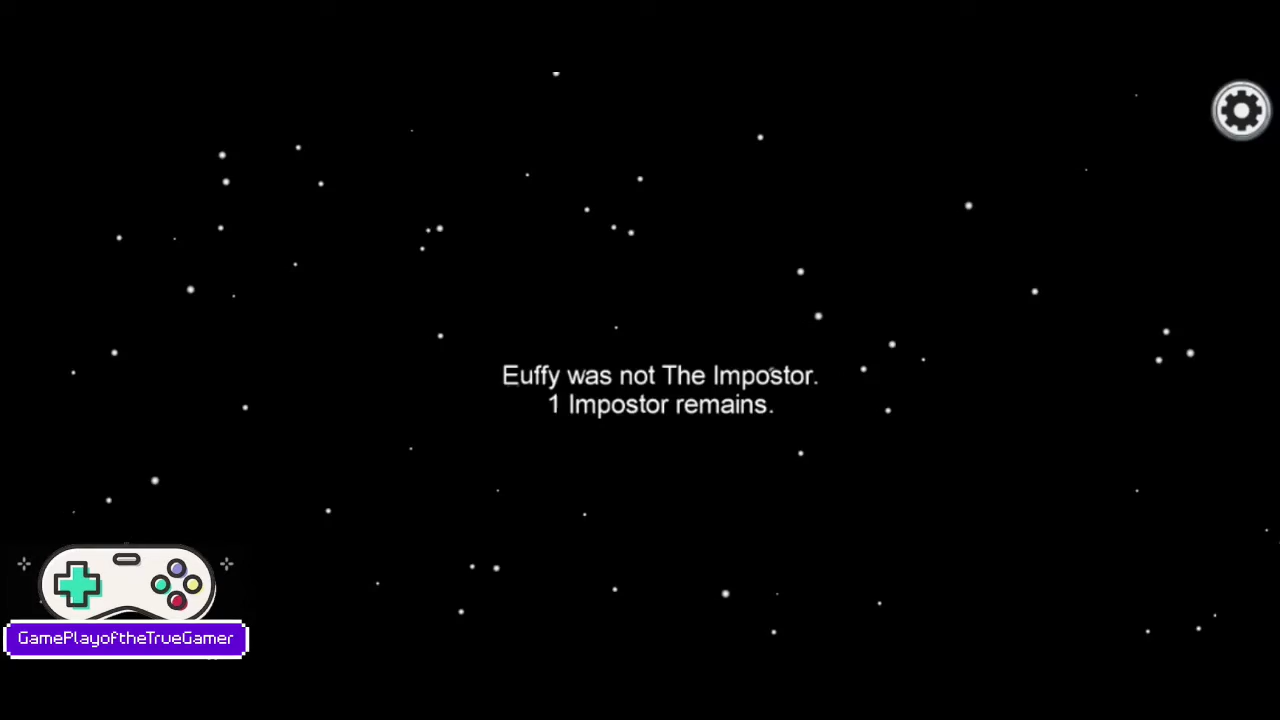 Euffy was not The Impostor.
1 Impostor remains.
GamePlayoftheTrueGamer